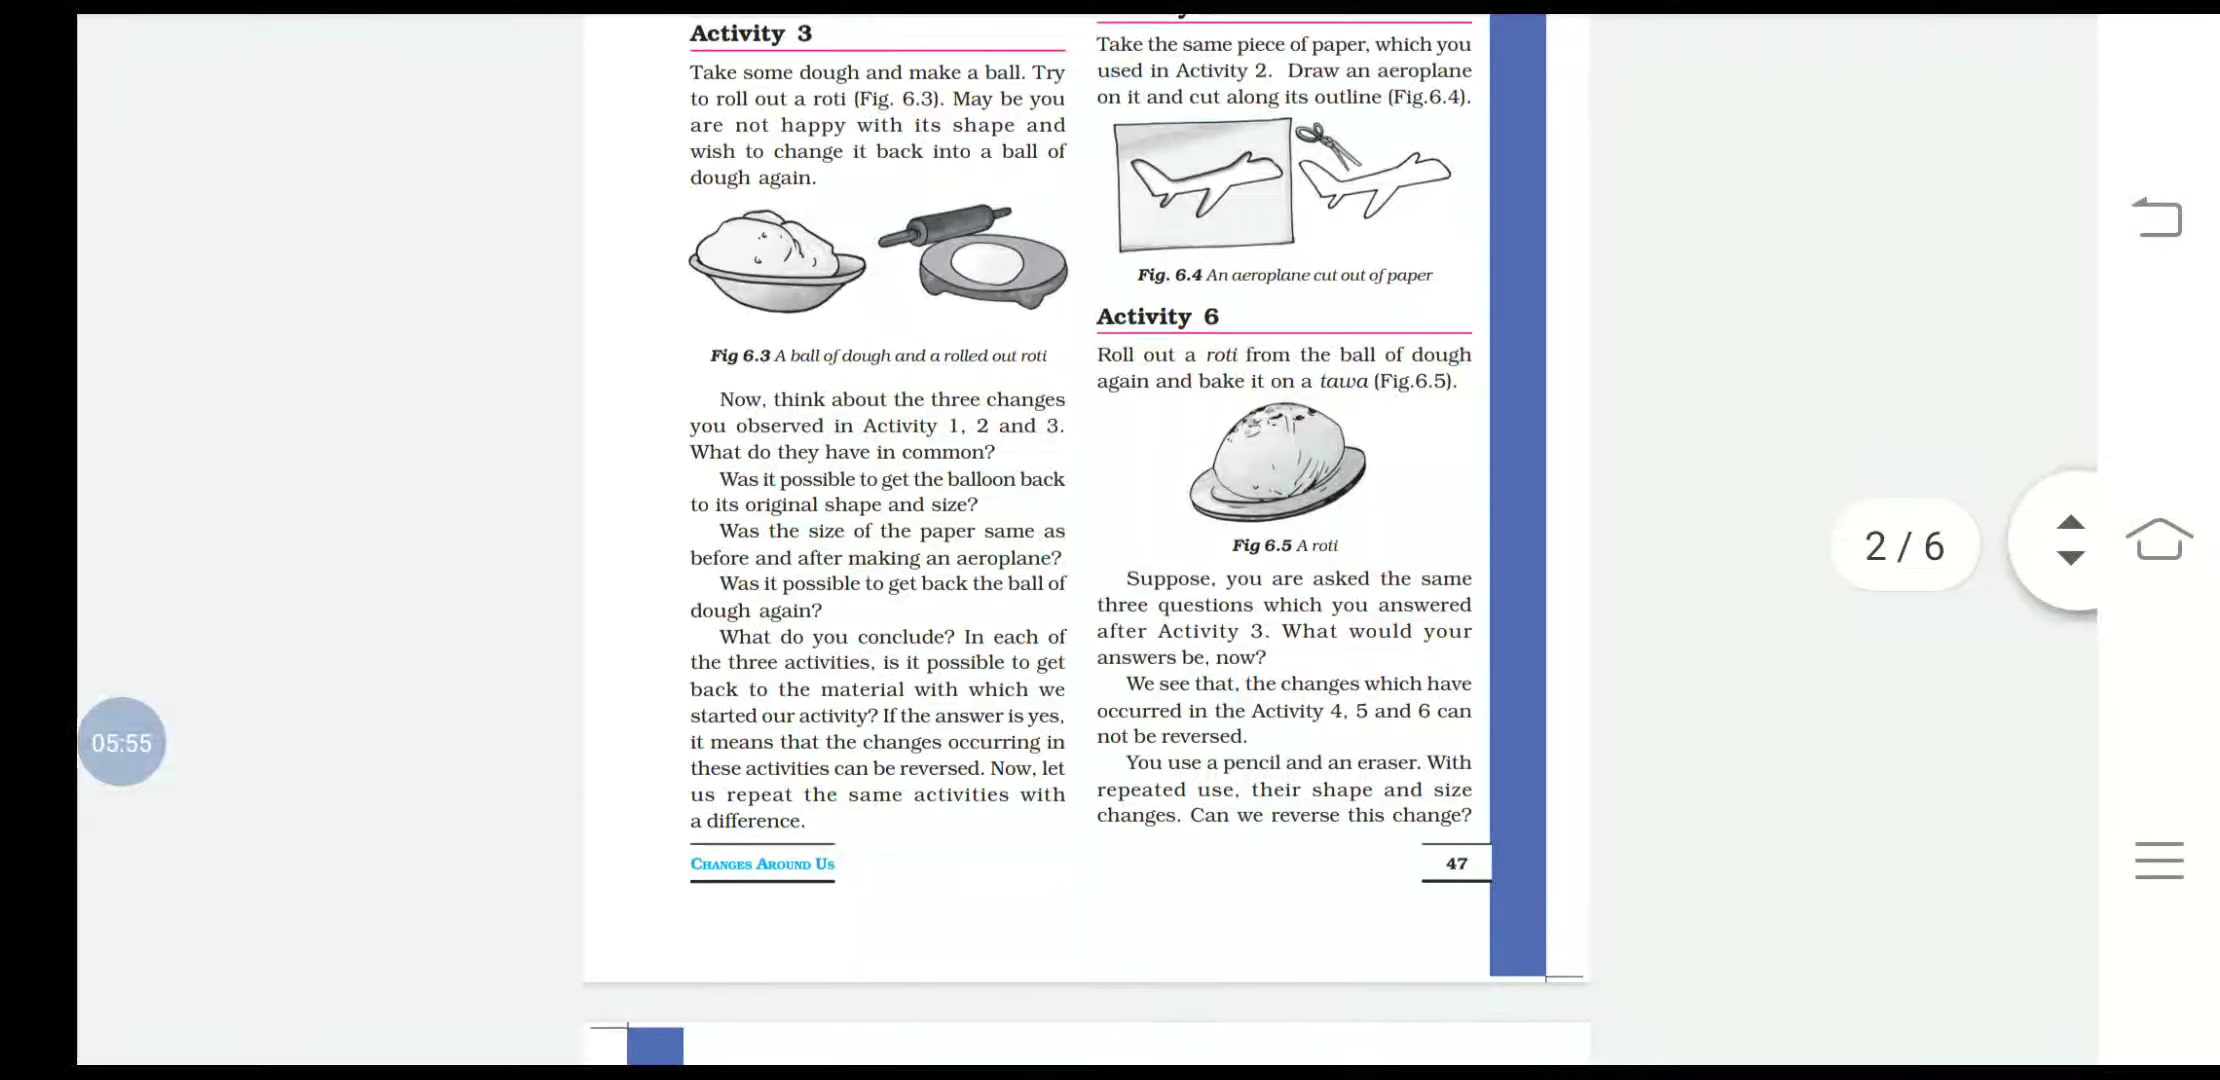 Activity 3
Take some dough and make a ball. Try
to roll out a roti (Fig. 6.3). May be you
are not happy with its shape and
wish to change it back into a ball of
dough again.
Fig 6.3 A ball of dough and a rolled out roti
Now, think about the three changes
you observed in Activity 1, 2 and 3.
What do they have in common?
Was it possible to get the balloon back
to its original shape and size?
Was the size of the paper same as
before and after making an aeroplane?
Was it possible to get back the ball of
dough again?
What do you conclude? In each of
the three activities, is it possible to get
back to the material with which we
started our activity? If the answer is yes,
it means that the changes occurring in
these activities can be reversed. Now, let
us repeat the same activities with
a difference.
Take the same piece of paper, which you
used in Activity 2. Draw an aeroplane
on it and cut along its outline (Fig.6.4).
Fig. 6.4 An aeroplane cut out of paper
Activity 6
Roll out a roti from the ball of dough
again and bake it on a tawa (Fig.6.5).
Fig 6.5 A roti
Suppose, you are asked the same
three questions which you answered
after Activity 3. What would your
answers be, now?
We see that, the changes which have
occurred in the Activity 4, 5 and 6 can
not be reversed.
You use a pencil and an eraser. With
repeated use, their shape and size
changes. Can we reverse this change?
CHANGES AROUND US
47
2 / 6
05:55